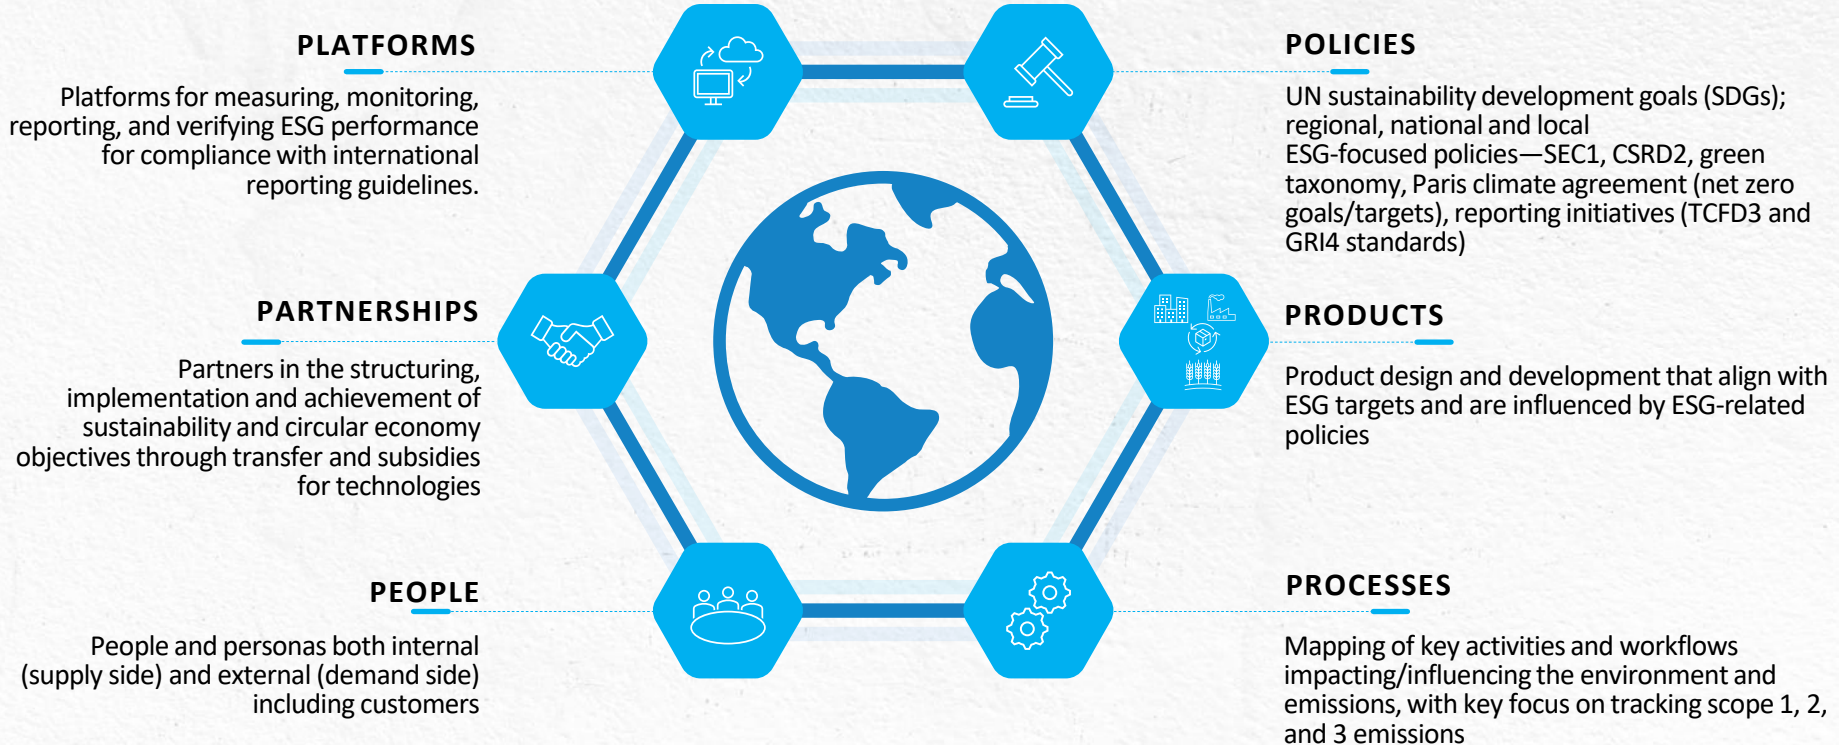 PLATFORMS
Platforms for measuring, monitoring,
reporting, and verifying ESG performance
for compliance with international
reporting guidelines.
POLICIES
UN sustainability development goals (SDGs);
regional, national and local
ESG-focused policies—SEC1, CSRD2, green
taxonomy, Paris climate agreement (net zero
goals/targets), reporting initiatives (TCFD3 and
GRI4 standards)
PARTNERSHIPS
Partners in the structuring,
implementation and achievement of
sustainability and circular economy
objectives through transfer and subsidies
for technologies
PRODUCTS
Product design and development that align with
ESG targets and are influenced by ESG-related
policies
PEOPLE
People and personas both internal
(supply side) and external (demand side)
including customers
PROCESSES
Mapping of key activities and workflows
impacting/influencing the environment and
emissions, with key focus on tracking scope 1, 2,
and 3 emissions